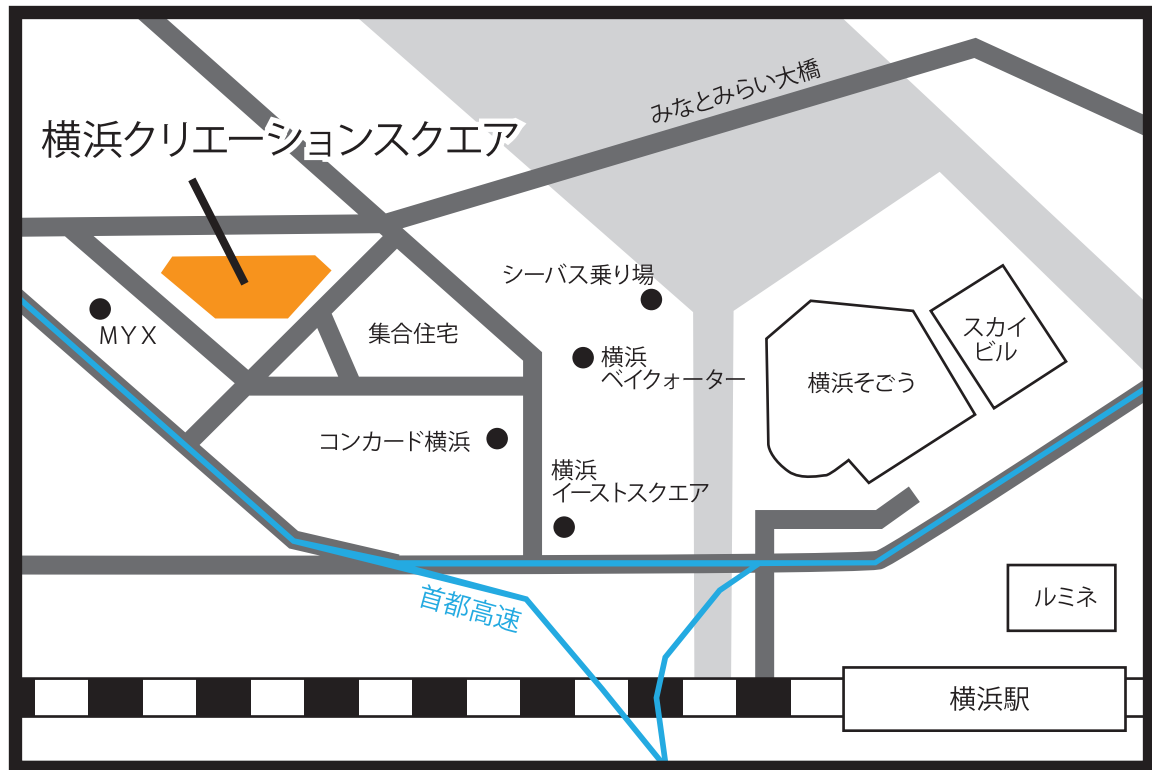 みなとみらい大橋
横浜クリエーションスクエア
シーバス乗り場
MYX
集合住宅
横浜
ベイクォーター
スカイ
ビル
横浜そごう
コンカード横浜
横浜
イーストスクエア
首都高速
ルミネ
横浜駅